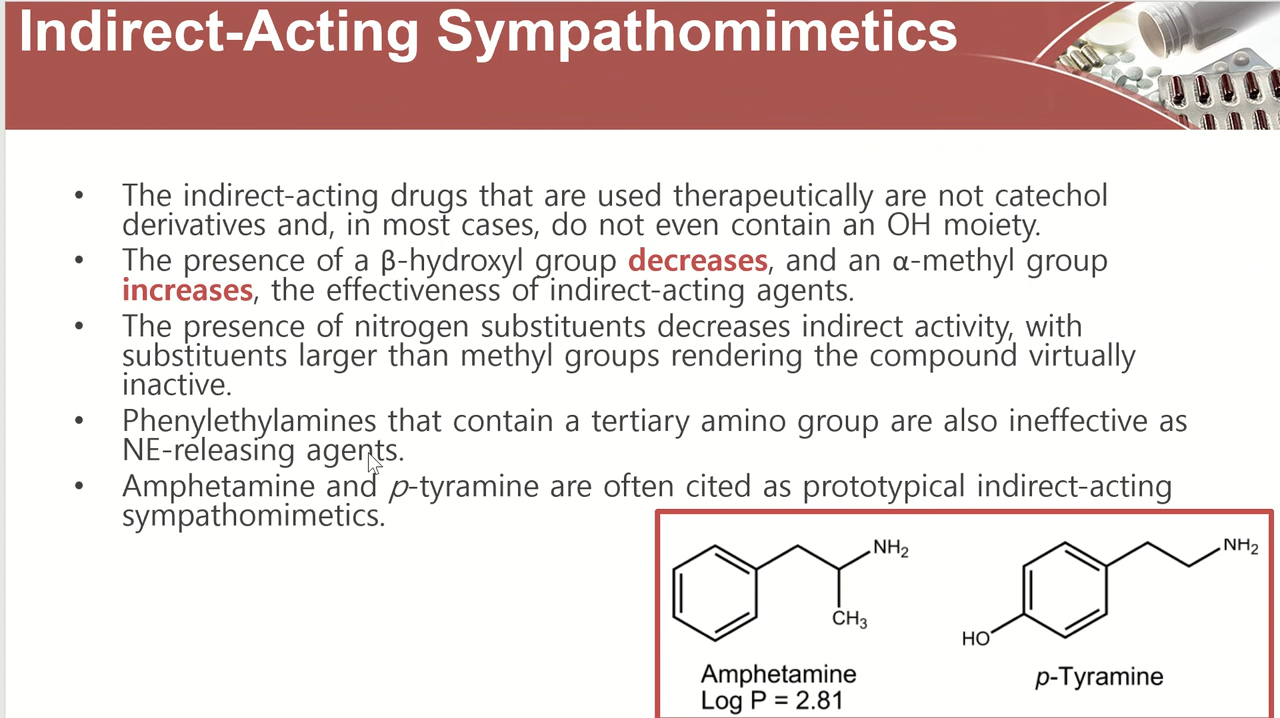 Indirect-Acting Sympathomimetics
• The indirect-acting drugs that are used therapeutically are not catechol
derivatives and, in most cases, do not even contain an OH moiety.
• The presence of a β-hydroxyl group decreases, and an α-methyl group
increases, the effectiveness of indirect-acting agents.
• The presence of nitrogen substituents decreases indirect activity, with
substituents larger than methyl groups rendering the compound virtually
inactive.
• Phenylethylamines that contain a tertiary amino group are also ineffective as
NE-releasing agents.
• Amphetamine and p-tyramine are often cited as prototypical indirect-acting
sympathomimetics.
NH₂
CH₃
Amphetamine
Log P = 2.81
NH₂
HO
p-Tyramine